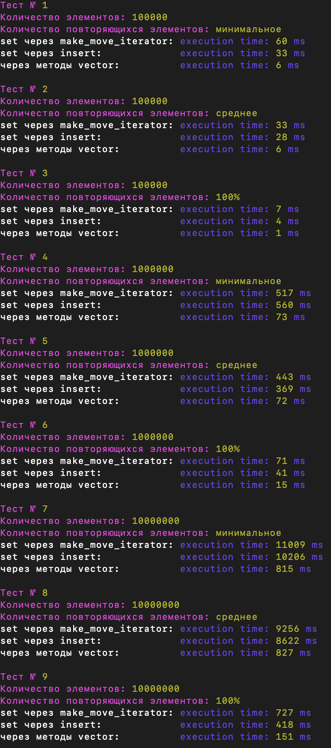 Тест № 1
Количество элементов: 100000
Количество повторяющихся элементов: минимальное
set через make_move_iterator: execution time: 60 ms
set через insert: execution time: 33 ms
через методы vector: execution time: 6 ms
Тест № 2
Количество элементов: 100000
Количество повторяющихся элементов: среднее
set через make_move_iterator: execution time: 33 ms
set через insert: execution time: 28 ms
через методы vector: execution time: 6 ms
Тест № 3
Количество элементов: 100000
Количество повторяющихся элементов: 100%
set через make_move_iterator: execution time: 7 ms
set через insert: execution time: 4 ms
через методы vector: execution time: 1 ms
Тест № 4
Количество элементов: 1000000
Количество повторяющихся элементов: минимальное
set через make_move_iterator: execution time: 517 ms
set через insert: execution time: 560 ms
через методы vector: execution time: 73 ms
Тест № 5
Количество элементов: 1000000
Количество повторяющихся элементов: среднее
set через make_move_iterator: execution time: 443 ms
set через insert: execution time: 369 ms
через методы vector: execution time: 72 ms
Тест № 6
Количество элементов: 1000000
Количество повторяющихся элементов: 100%
set через make_move_iterator: execution time: 71 ms
set через insert: execution time: 41 ms
через методы vector: execution time: 15 ms
Тест № 7
Количество элементов: 10000000
Количество повторяющихся элементов: минимальное
set через make_move_iterator: execution time: 11009 ms
set через insert: execution time: 10206 ms
через методы vector: execution time: 815 ms
Тест № 8
Количество элементов: 10000000
Количество повторяющихся элементов: среднее
set через make_move_iterator: execution time: 9256 ms
set через insert: execution time: 8622 ms
через методы vector: execution time: 827 ms
Тест № 9
Количество элементов: 10000000
Количество повторяющихся элементов: 100%
set через make_move_iterator: execution time: 727 ms
set через insert: execution time: 418 ms
через методы vector: execution time: 151 ms